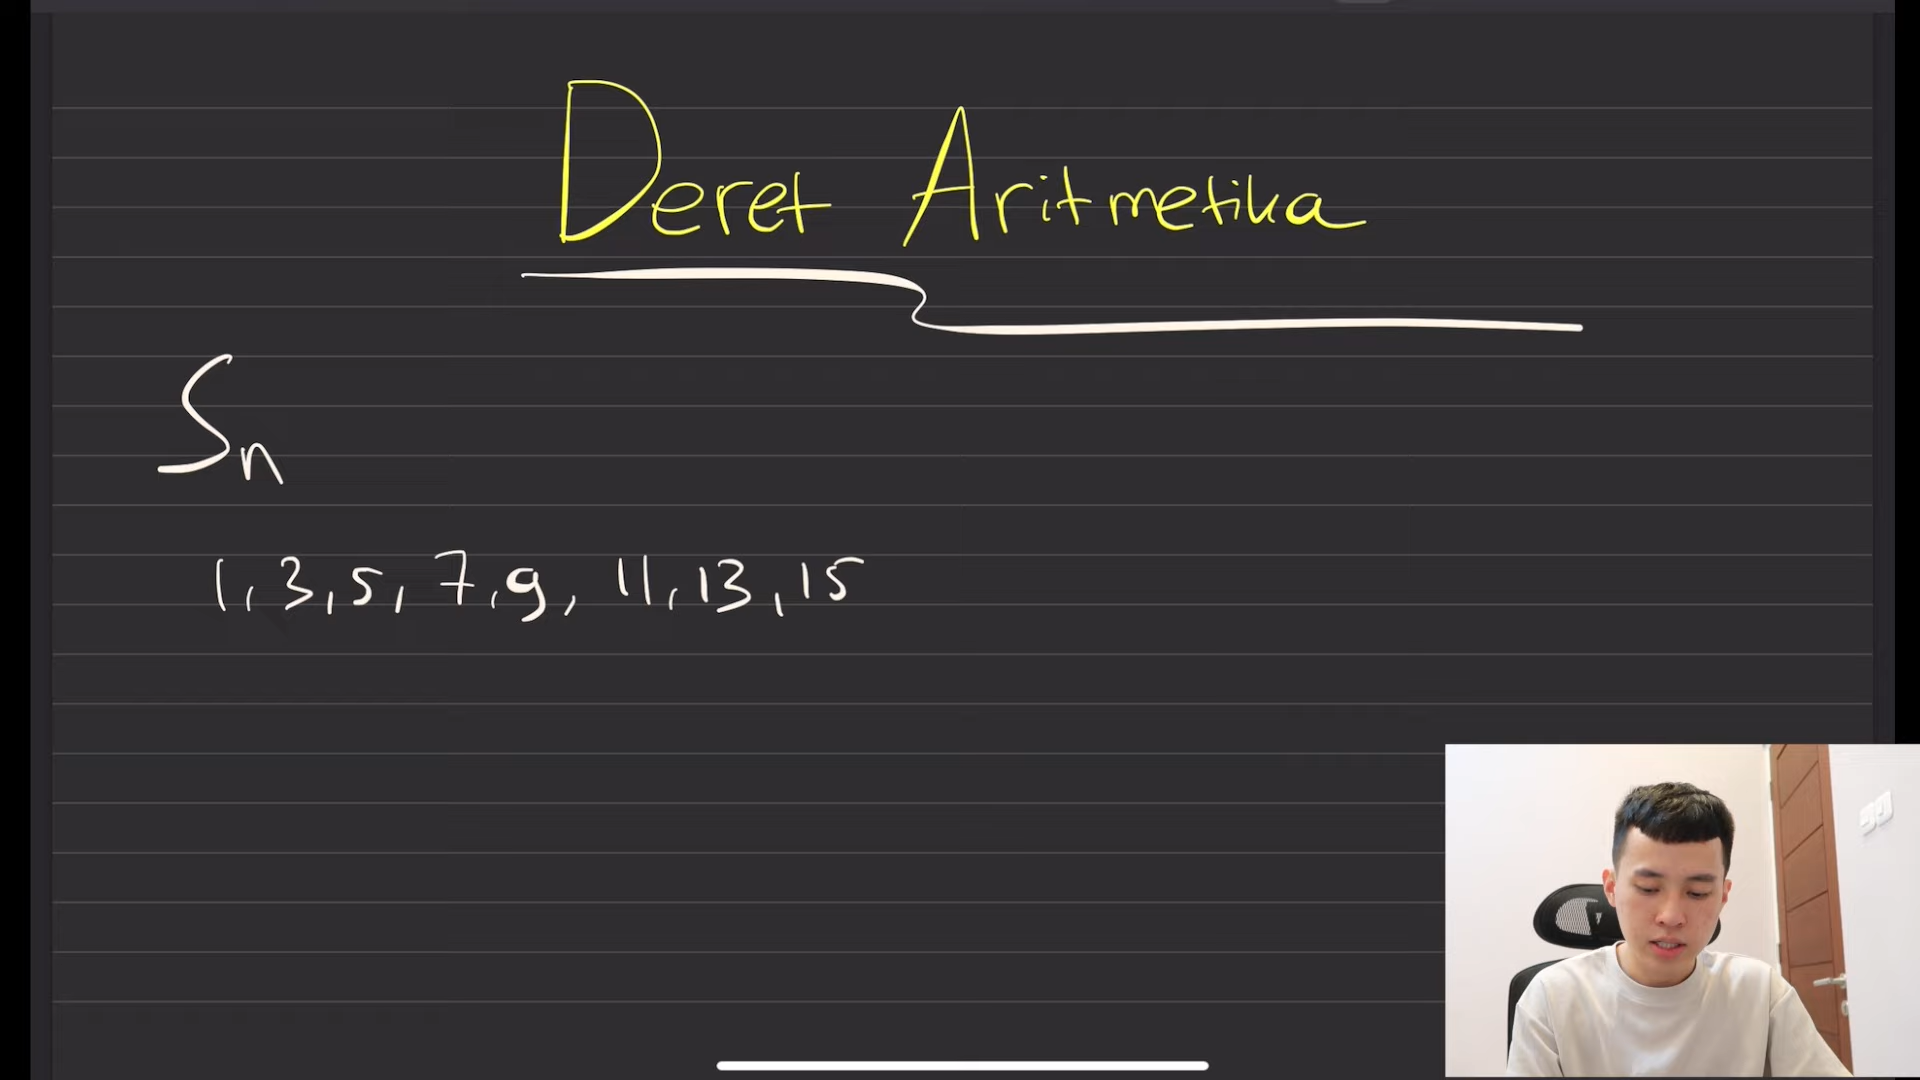 Deret Aritmetika
Sn
1, 3, 5, 7, 9, 11, 13, 15